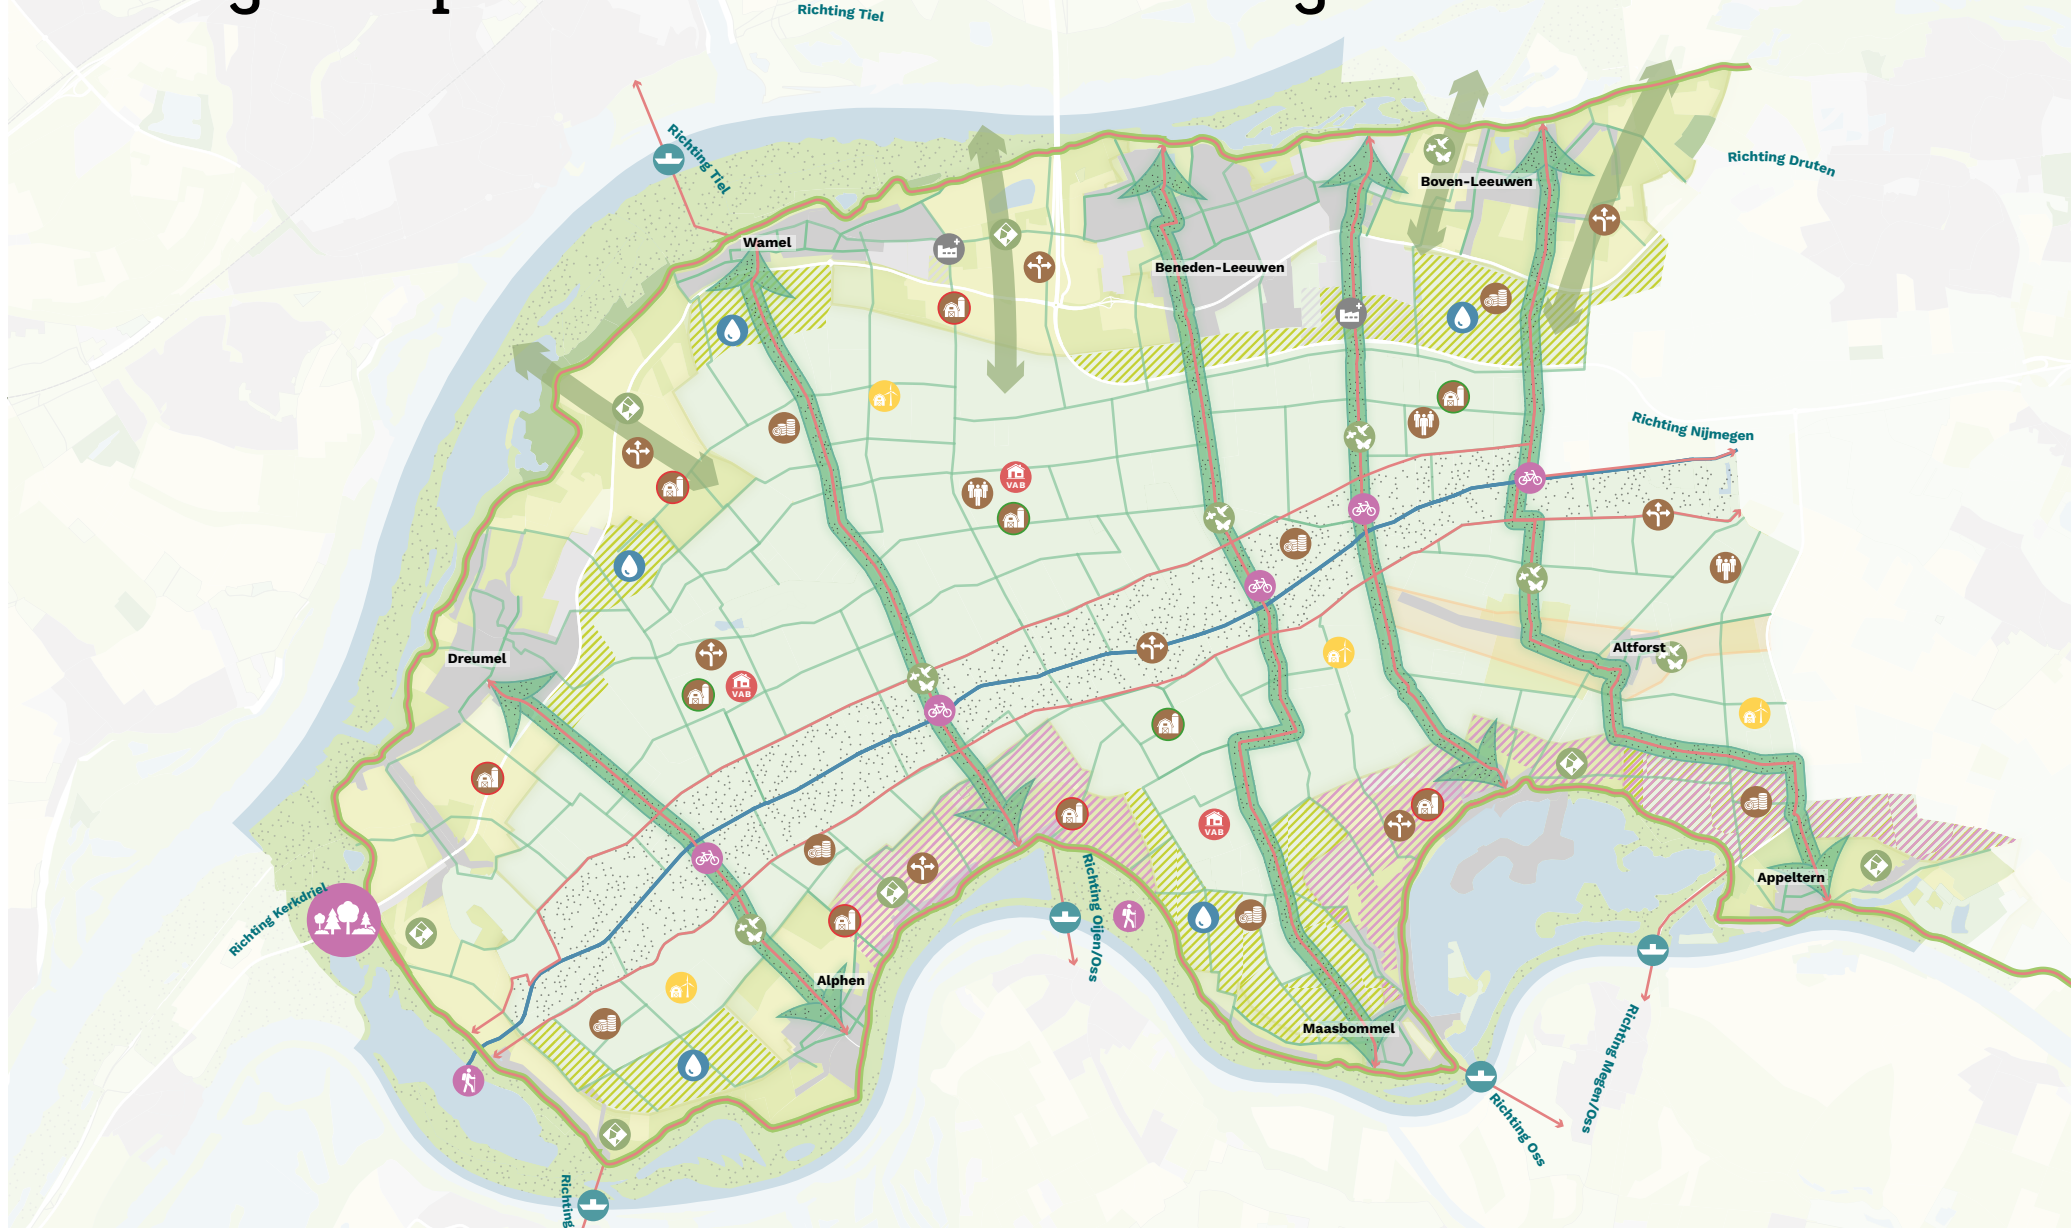 Richting Tiel
Richting Tiel
Richting Druten
Boven-Leeuwen
Wamel
Beneden-Leeuwen
Richting Nijmegen
VAB
Altforst
Dreumel
VAB
VAB
Appeltern
Richting Kerkdriel
Richting Oijen/Oss
Alphen
Maasbommel
Richting Megen/Oss
Richting Oss
Richting